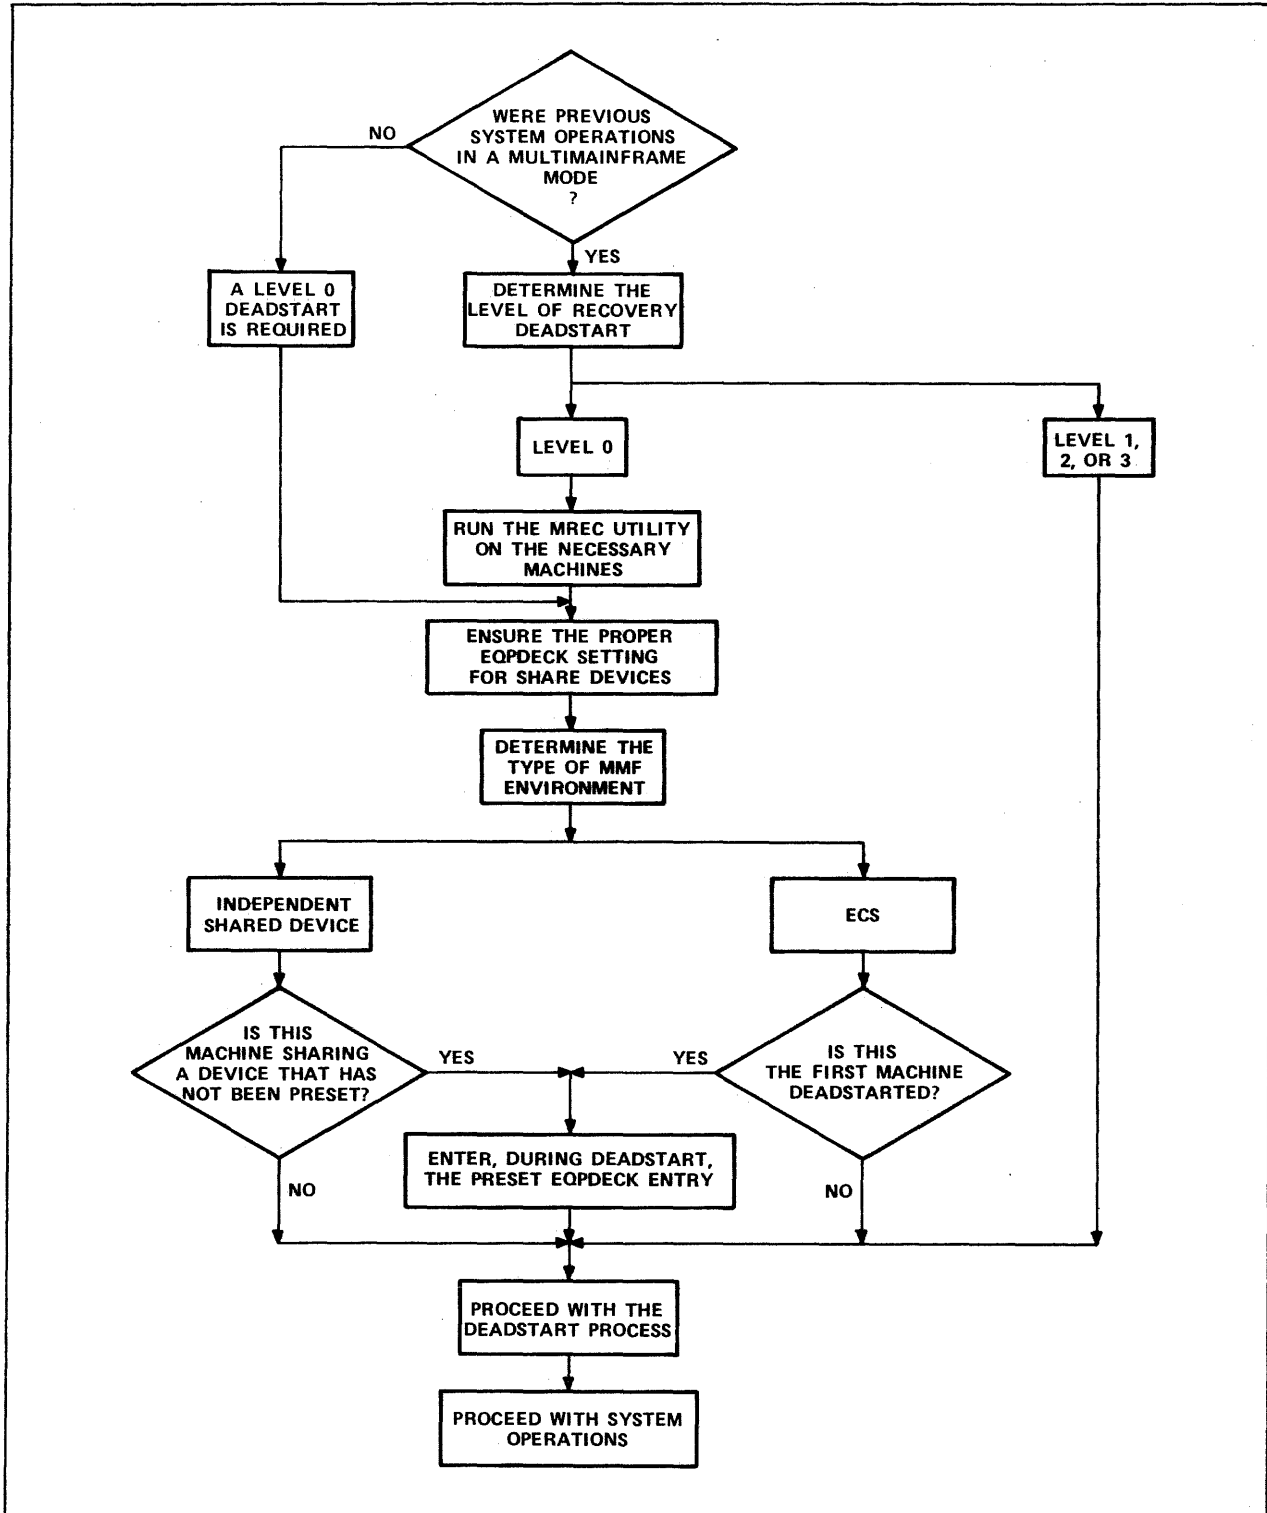 WERE PREVIOUS
SYSTEM OPERATIONS
IN A MULTIMAINFRAME
MODE
?
NO
YES
A LEVEL 0
DEADSTART
IS REQUIRED
DETERMINE THE
LEVEL OF RECOVERY
DEADSTART
LEVEL 0
LEVEL 1,
2, OR 3
RUN THE MREC UTILITY
ON THE NECESSARY
MACHINES
ENSURE THE PROPER
EQPDECK SETTING
FOR SHARE DEVICES
DETERMINE THE
TYPE OF MMF
ENVIRONMENT
INDEPENDENT
SHARED DEVICE
ECS
IS THIS
MACHINE SHARING
A DEVICE THAT HAS
NOT BEEN PRESET?
YES
YES
IS THIS
THE FIRST MACHINE
DEADSTARTED?
ENTER, DURING DEADSTART,
THE PRESET EQPDECK ENTRY
NO
NO
PROCEED WITH THE
DEADSTART PROCESS
PROCEED WITH SYSTEM
OPERATIONS